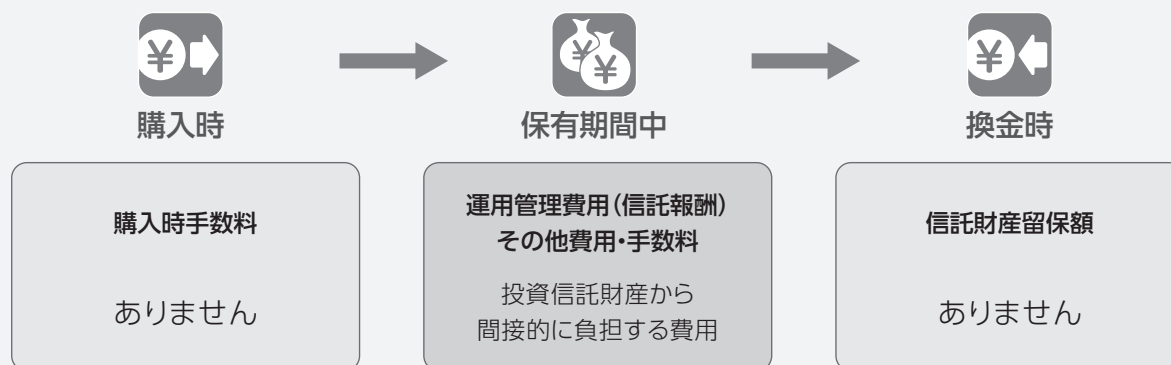 購入時
保有期間中
換金時
購入時手数料
ありません
運用管理費用(信託報酬)
その他費用・手数料
投資信託財産から
間接的に負担する費用
信託財産留保額
ありません